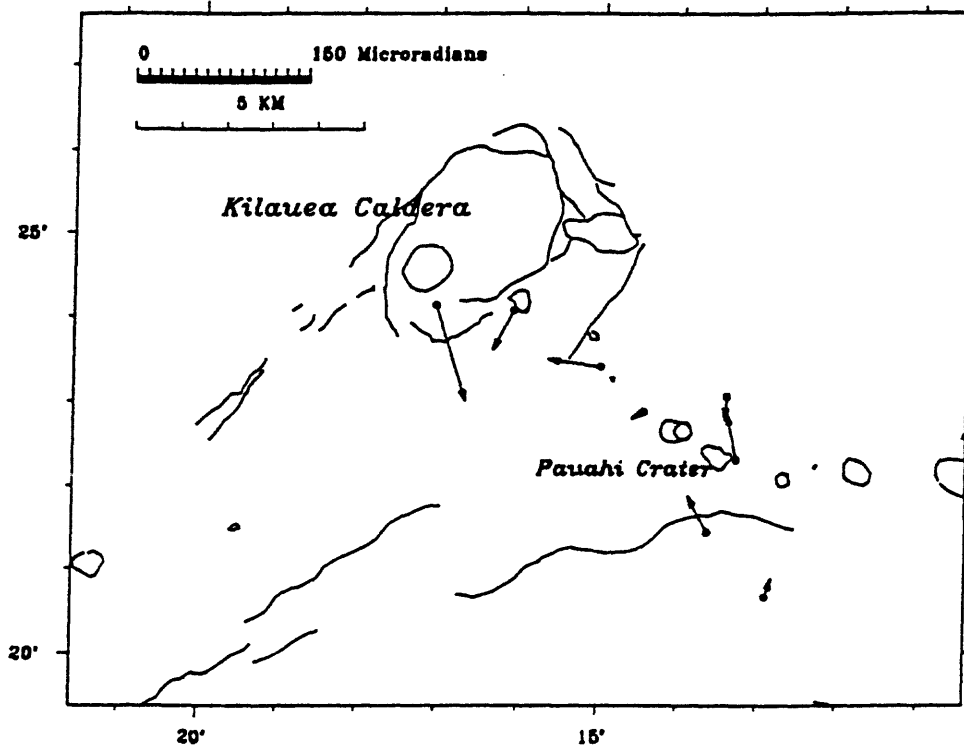 0 150 Microradians
5 KM
Kilauea Caldera
25'
Pauahi Crater
20'
20' 15'